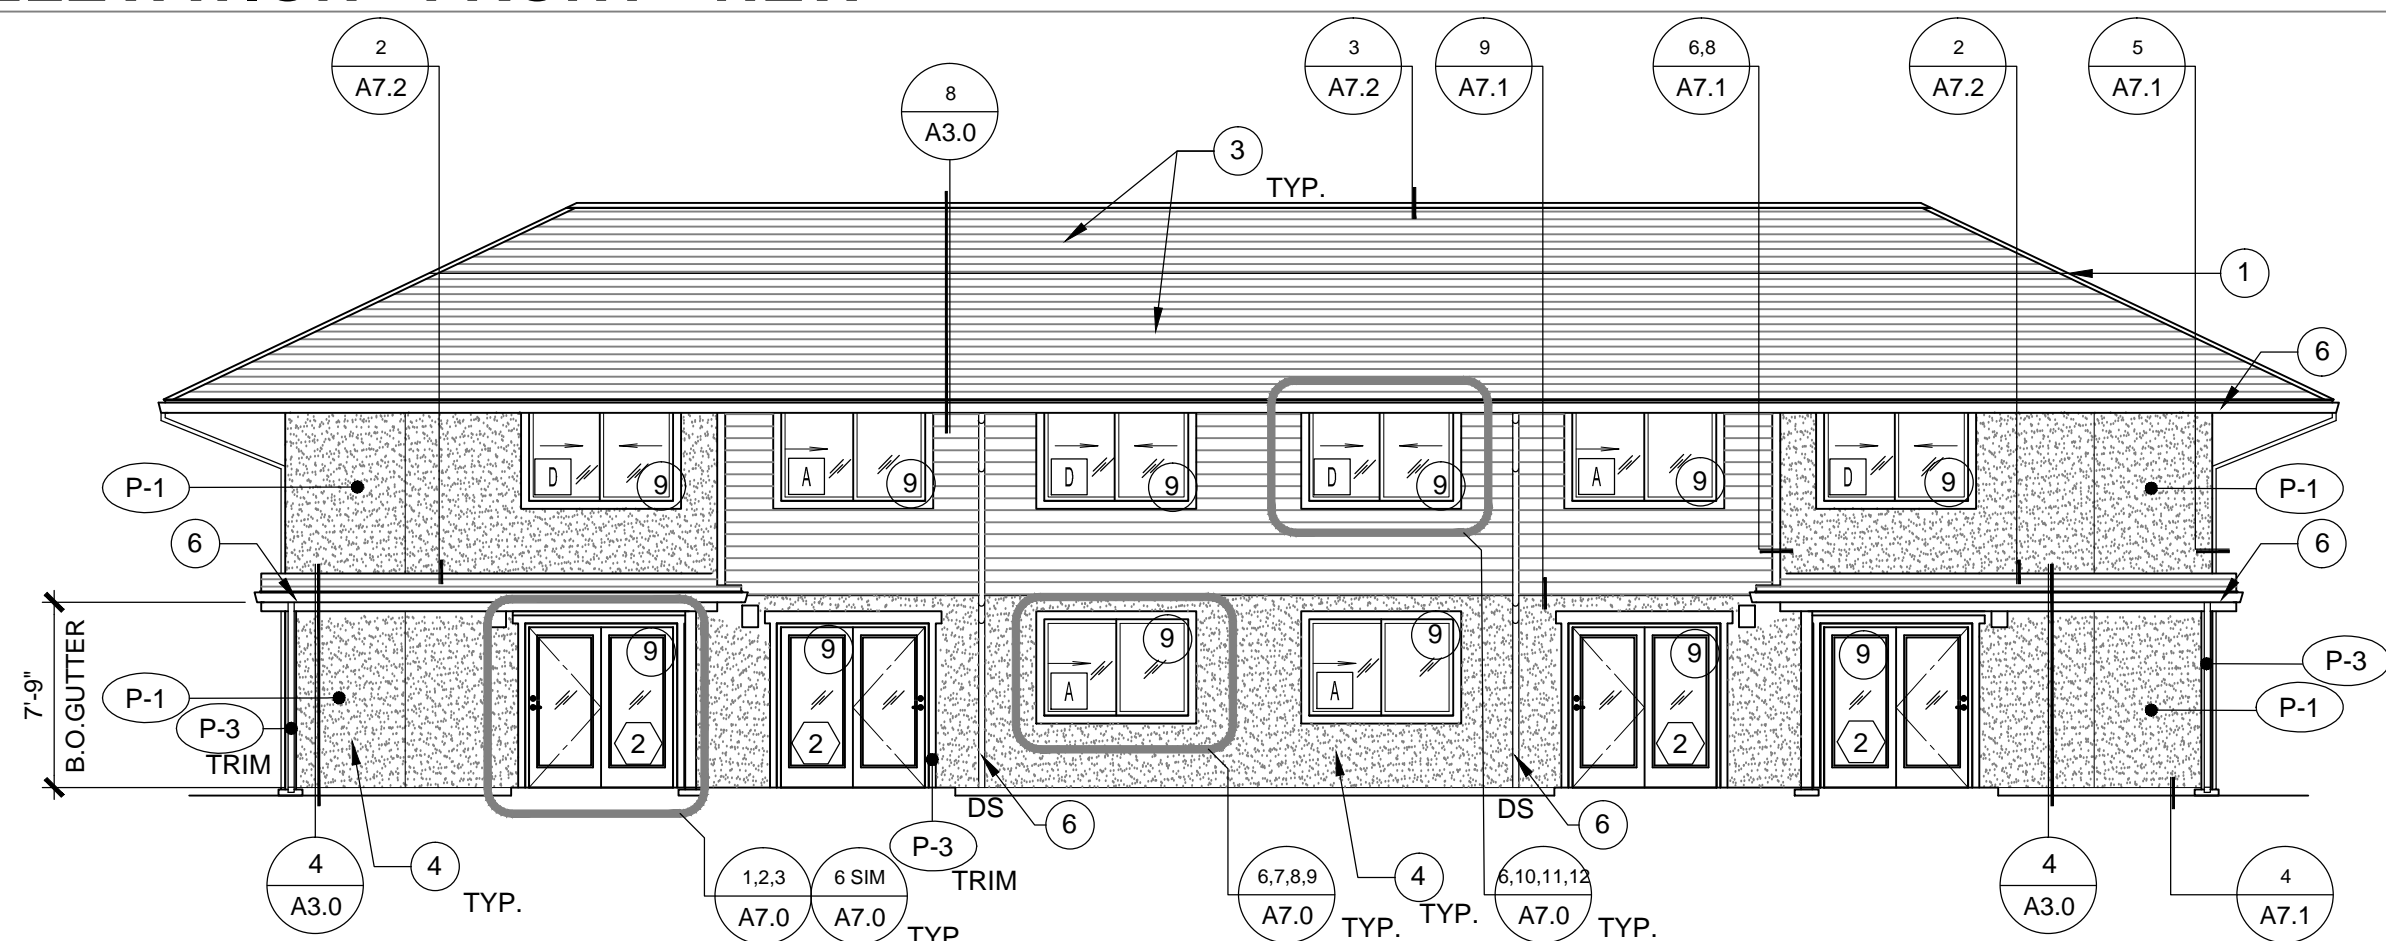 2
A7.2
8
A3.0
3
A7.2
9
A7.1
6,8
A7.1
2
A7.2
5
A7.1
3
TYP.
1
6
D
9
A
9
D
9
D
9
A
9
D
9
P-1
P-1
6
6
7'-9"
B.O.GUTTER
9
2
9
2
9
A
9
A
9
2
9
2
P-1
P-3
TRIM
P-3
P-1
DS
6
DS
6
4
A3.0
4
TYP.
1,2,3
A7.0
6 SIM
A7.0
TYP
P-3
TRIM
6,7,8,9
A7.0
TYP.
4
TYP.
6,10,11,12
A7.0
TYP.
4
A3.0
4
A7.1